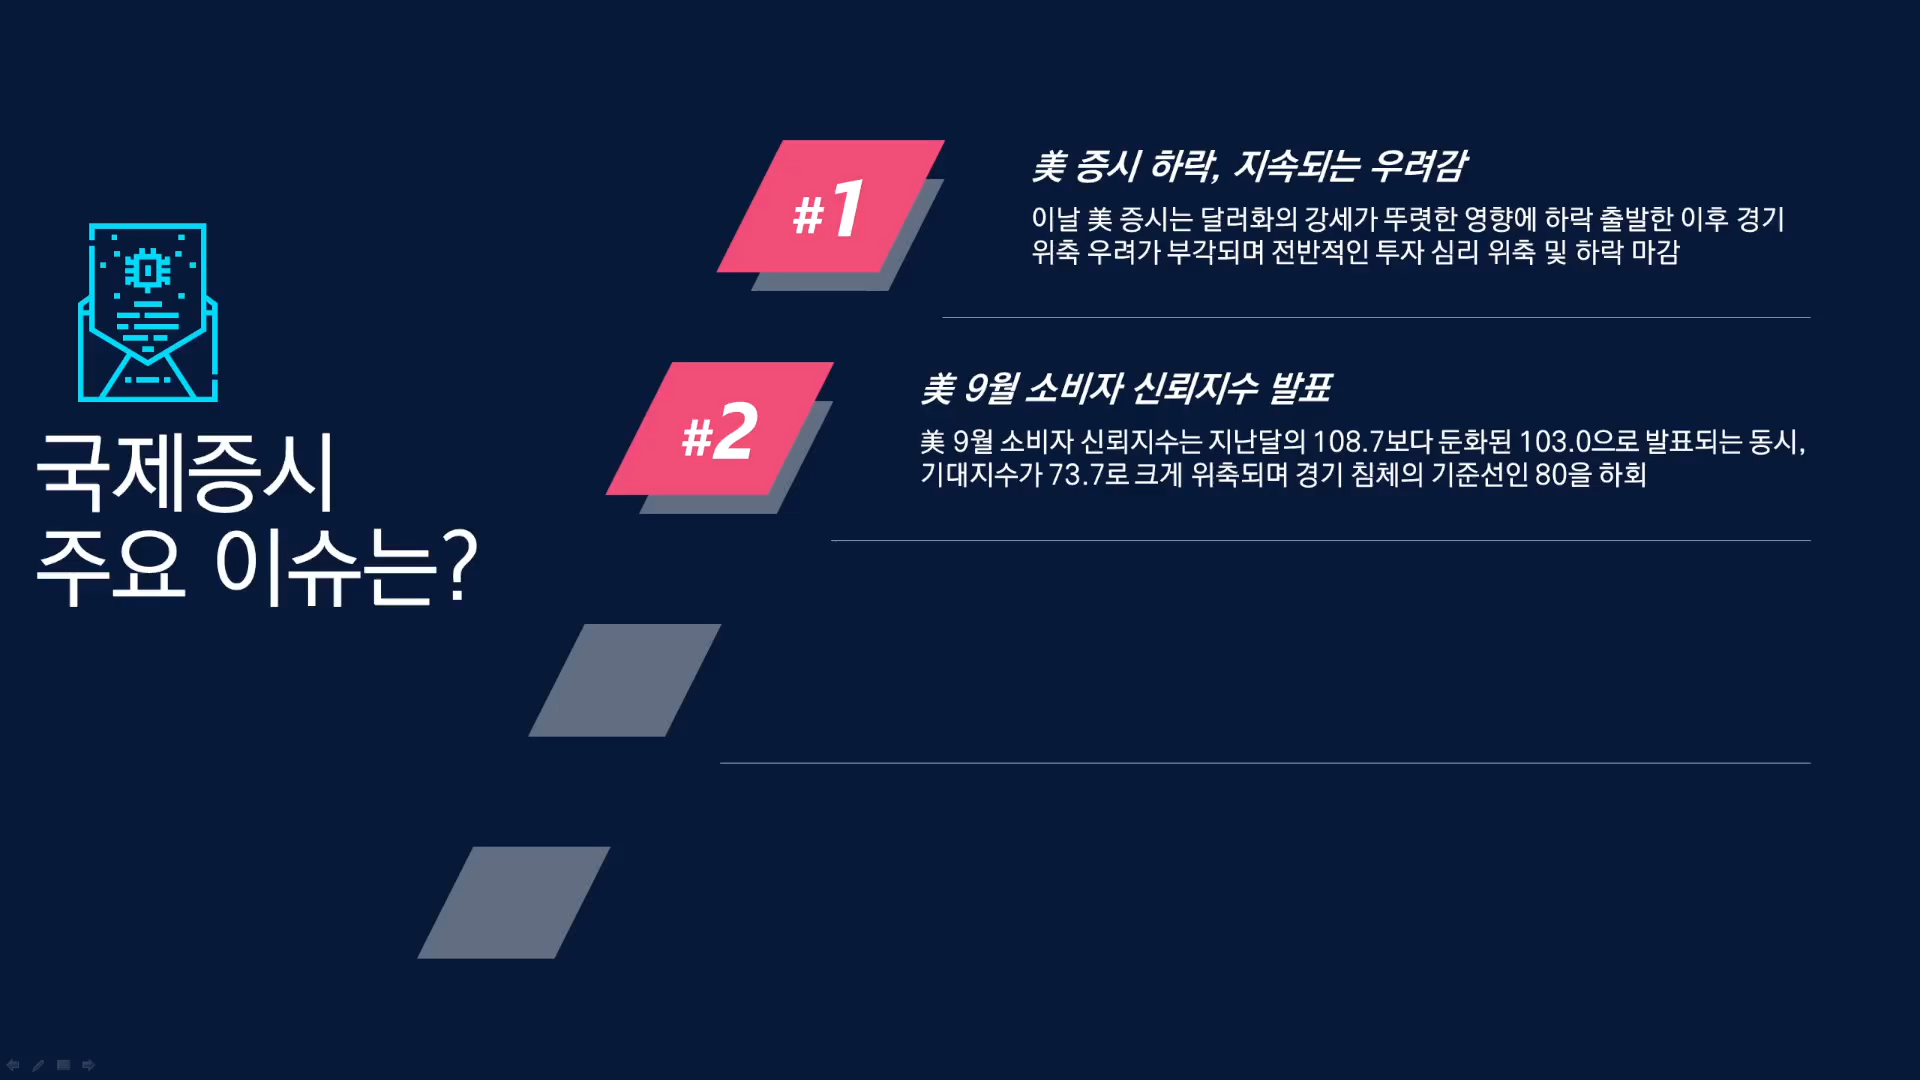 국제증시
주요 이슈는?
#1
美 증시 하락, 지속되는 우려감
이날 美 증시는 달러화의 강세가 뚜렷한 영향에 하락 출발한 이후 경기
위축 우려가 부각되며 전반적인 투자 심리 위축 및 하락 마감
#2
美 9월 소비자 신뢰지수 발표
美 9월 소비자 신뢰지수는 지난달의 108.7보다 둔화된 103.0으로 발표되는 동시,
기대지수가 73.7로 크게 위축되며 경기 침체의 기준선인 80을 하회